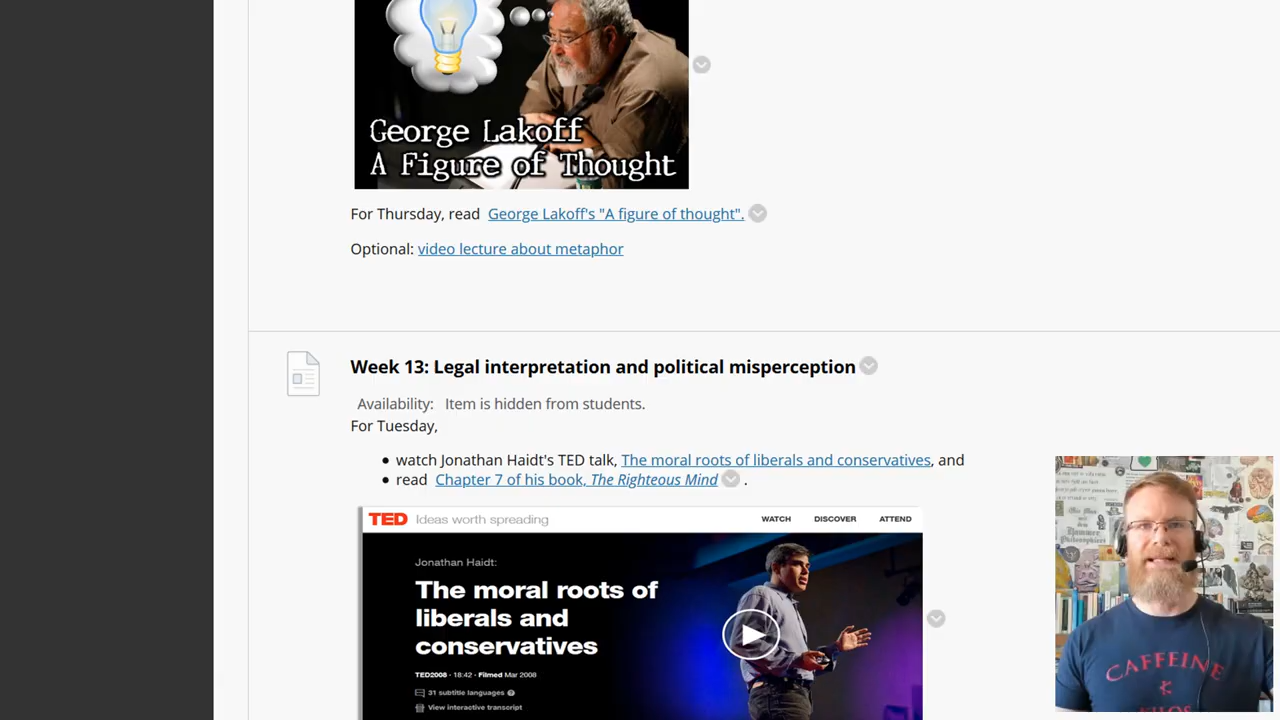 George Lakoff
A Figure of Thought
For Thursday, read George Lakoff's "A figure of thought".
Optional: video lecture about metaphor
Week 13: Legal interpretation and political misperception
Availability: Item is hidden from students.
For Tuesday,
• watch Jonathan Haidt's TED talk, The moral roots of liberals and conservatives, and
• read Chapter 7 of his book, The Righteous Mind .
TED Ideas worth spreading WATCH DISCOVER ATTEND
Jonathan Haidt:
The moral roots of
liberals and
conservatives
TED2008 · 18:42 · Filmed Mar 2008
31 subtitle languages
View interactive transcript
CAFFEINE
&